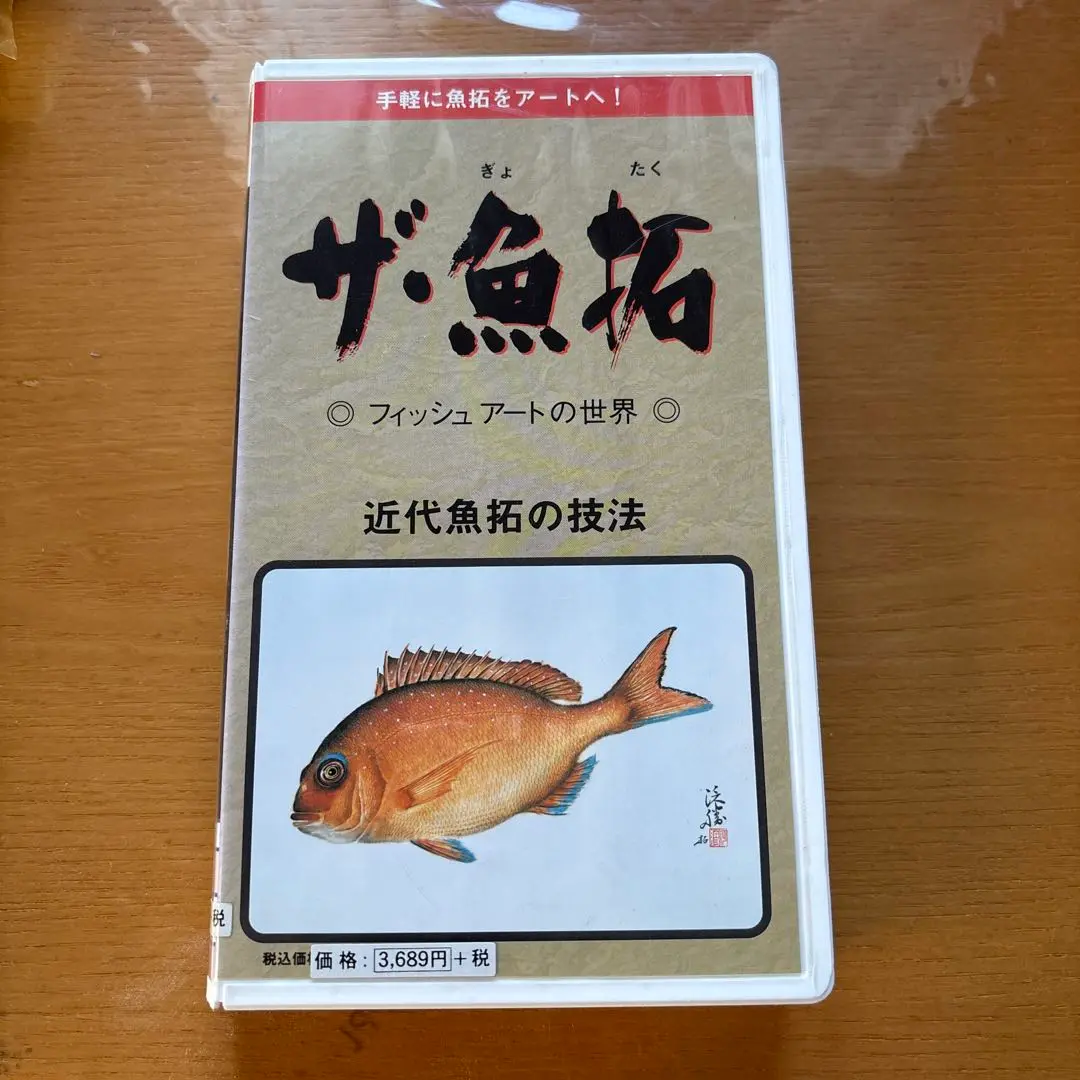 手軽に魚拓をアートへ!
ぎょ たく
ザ・魚拓
◎ フィッシュアートの世界 ◎
近代魚拓の技法
税
税込価
価格:3,689円+税